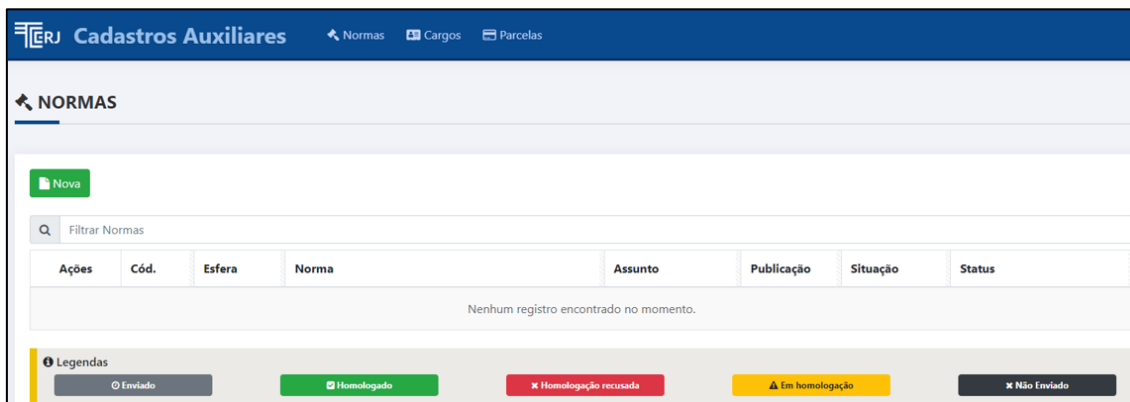 TCERJ Cadastros Auxiliares Normas Cargos Parcelas
NORMAS
Nova
Filtrar Normas
Ações Cód. Esfera Norma Assunto Publicação Situação Status
Nenhum registro encontrado no momento.
Legendas
Enviado Homologado Homologação recusada Em homologação Não Enviado